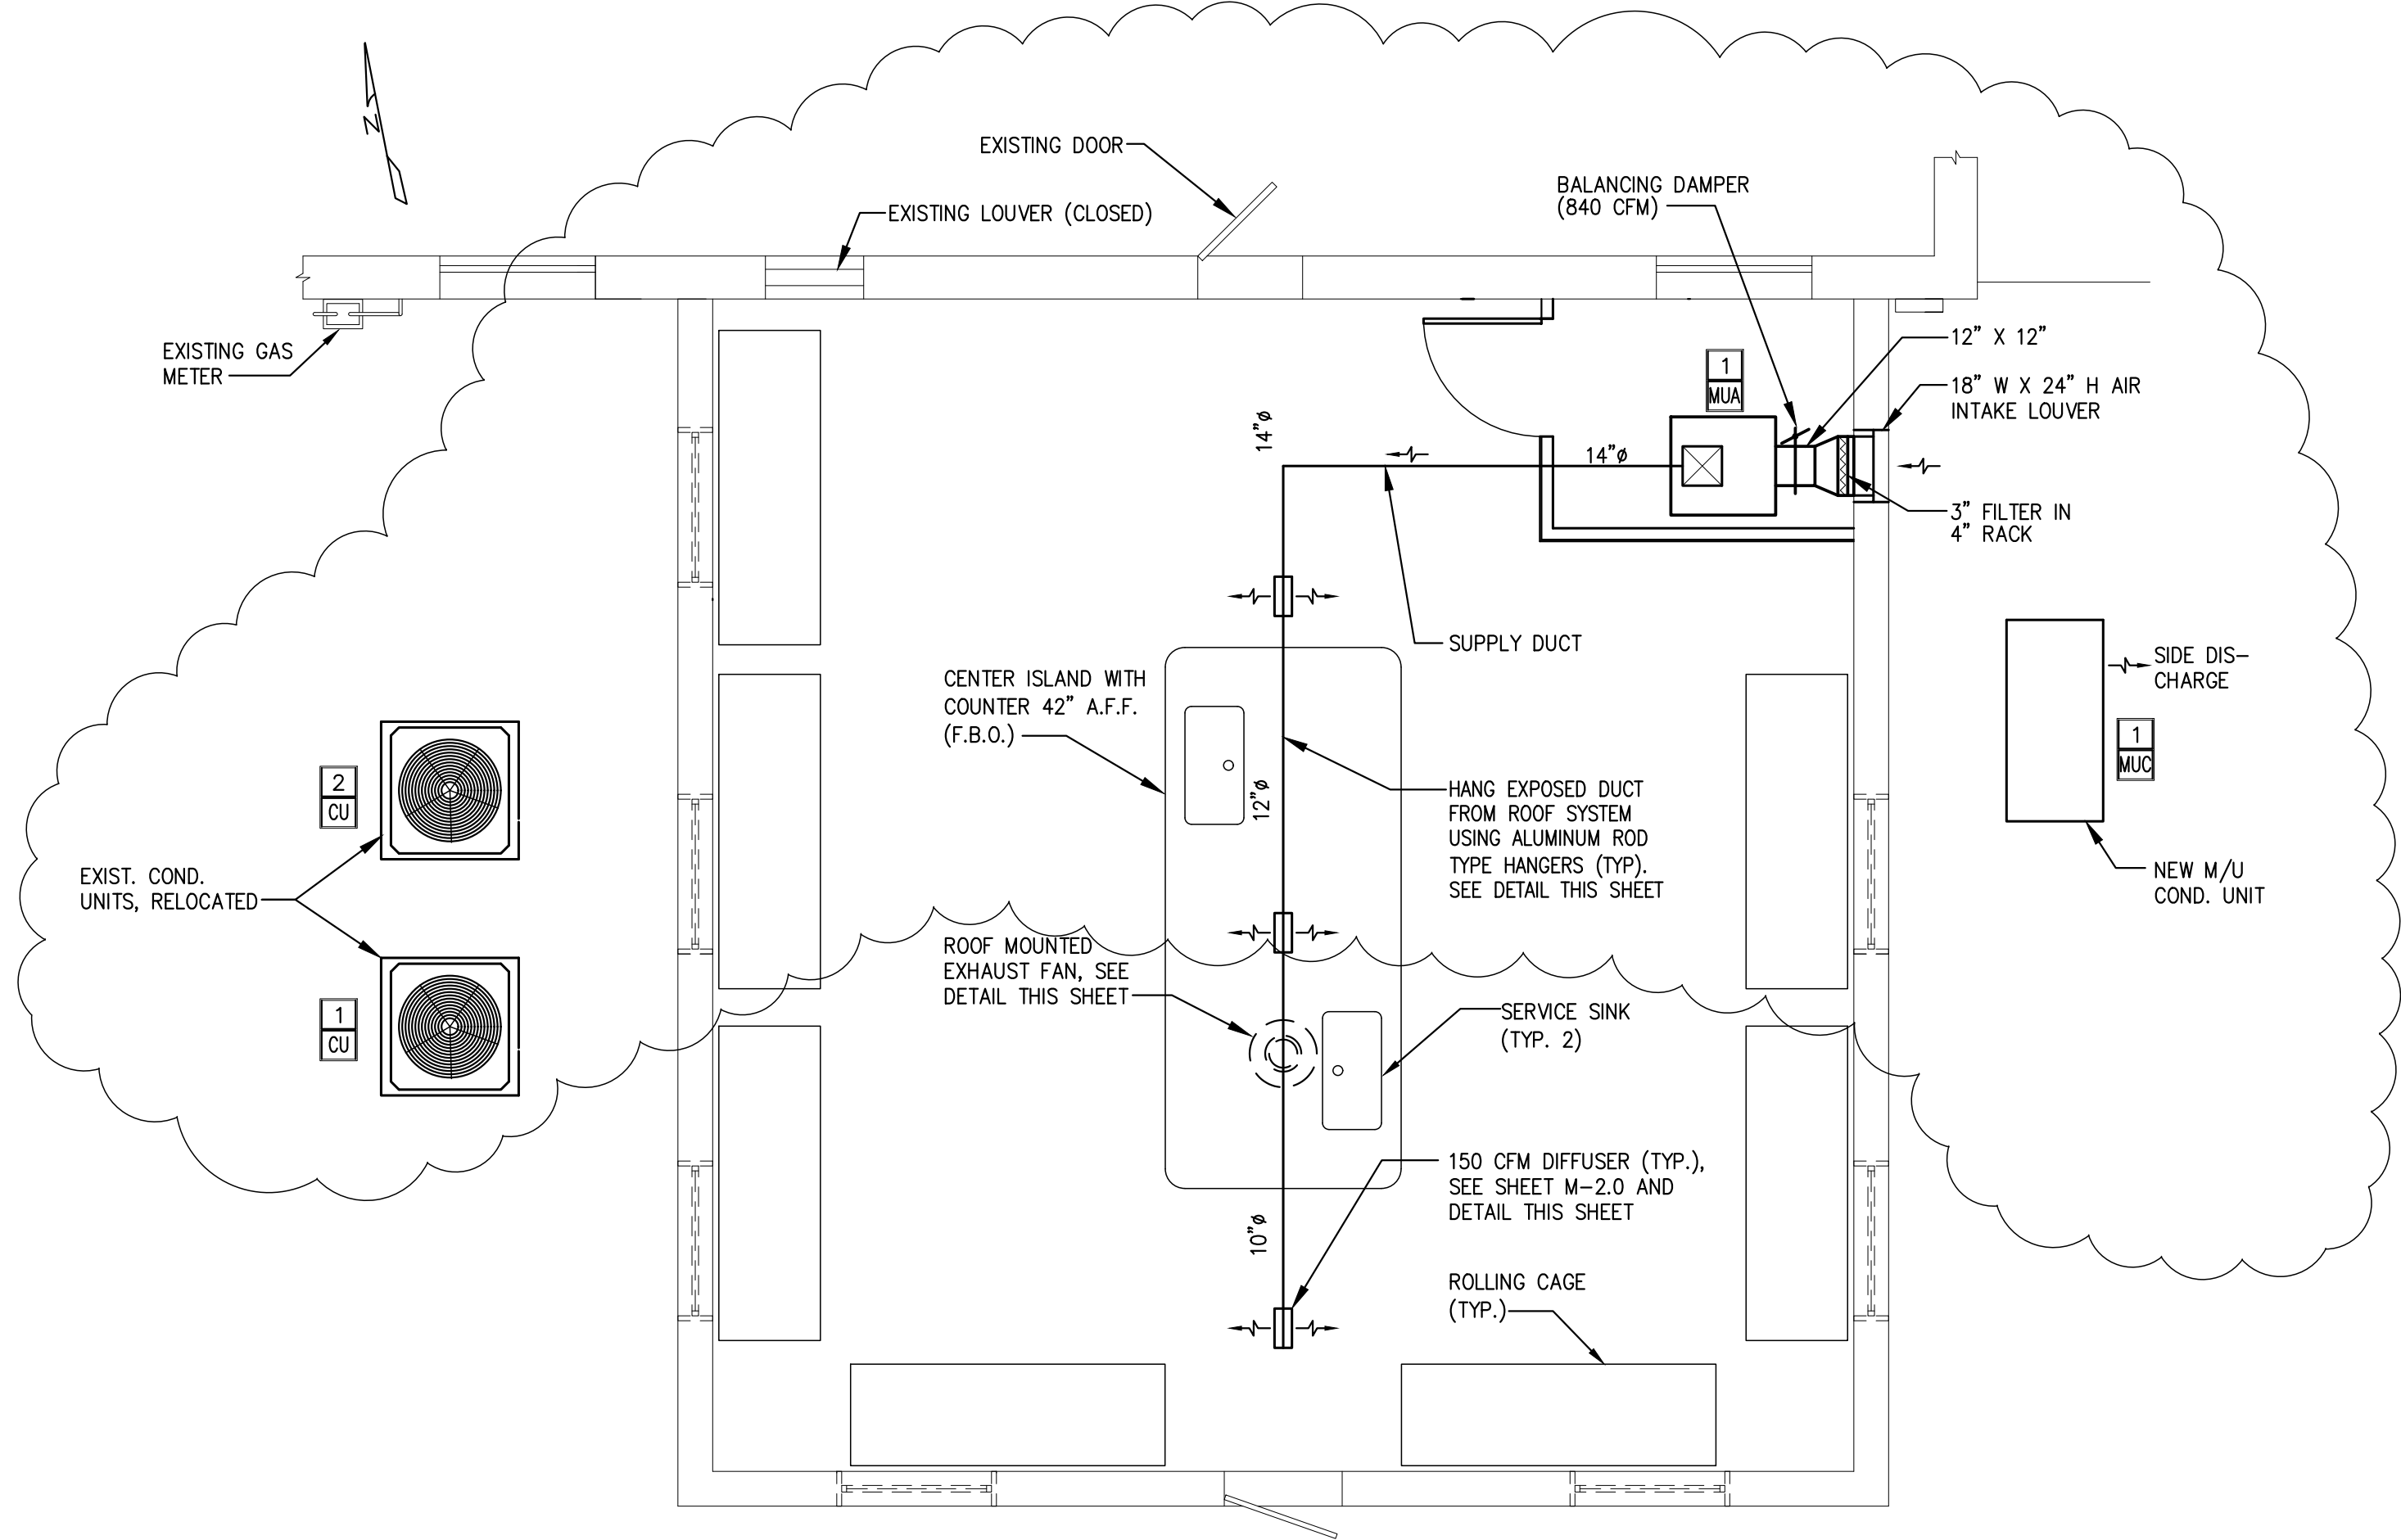 N
EXISTING DOOR
EXISTING LOUVER (CLOSED)
BALANCING DAMPER
(840 CFM)
EXISTING GAS
METER
1
MUA
12" X 12"
18" W X 24" H AIR
INTAKE LOUVER
14"ø
14"ø
3" FILTER IN
4" RACK
SUPPLY DUCT
CENTER ISLAND WITH
COUNTER 42" A.F.F.
(F.B.O.)
SIDE DIS-
CHARGE
1
MUC
2
CU
12"ø
HANG EXPOSED DUCT
FROM ROOF SYSTEM
USING ALUMINUM ROD
TYPE HANGERS (TYP).
SEE DETAIL THIS SHEET
EXIST. COND.
UNITS, RELOCATED
NEW M/U
COND. UNIT
ROOF MOUNTED
EXHAUST FAN, SEE
DETAIL THIS SHEET
1
CU
SERVICE SINK
(TYP. 2)
150 CFM DIFFUSER (TYP.),
SEE SHEET M-2.0 AND
DETAIL THIS SHEET
10"ø
ROLLING CAGE
(TYP.)